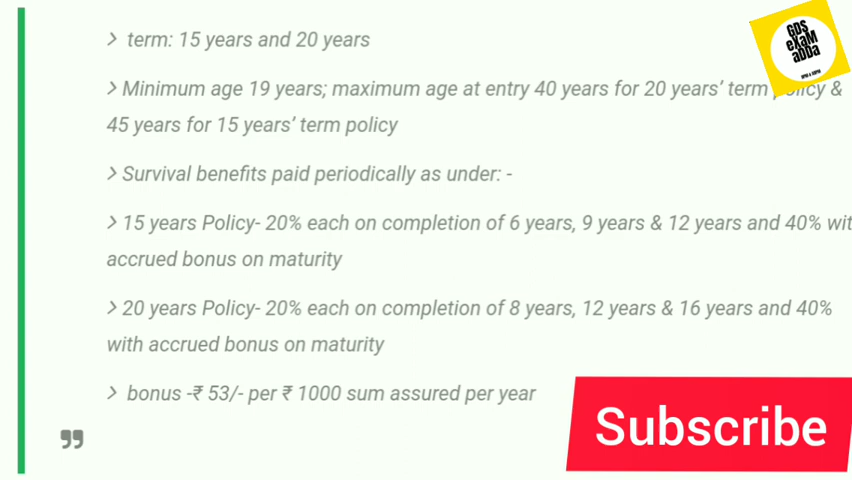 GDS
eXaM
aDDa
> term: 15 years and 20 years
> Minimum age 19 years; maximum age at entry 40 years for 20 years’ term policy &
45 years for 15 years’ term policy
> Survival benefits paid periodically as under: -
> 15 years Policy- 20% each on completion of 6 years, 9 years & 12 years and 40% wit
accrued bonus on maturity
> 20 years Policy- 20% each on completion of 8 years, 12 years & 16 years and 40%
with accrued bonus on maturity
> bonus -₹ 53/- per ₹ 1000 sum assured per year
”
Subscribe